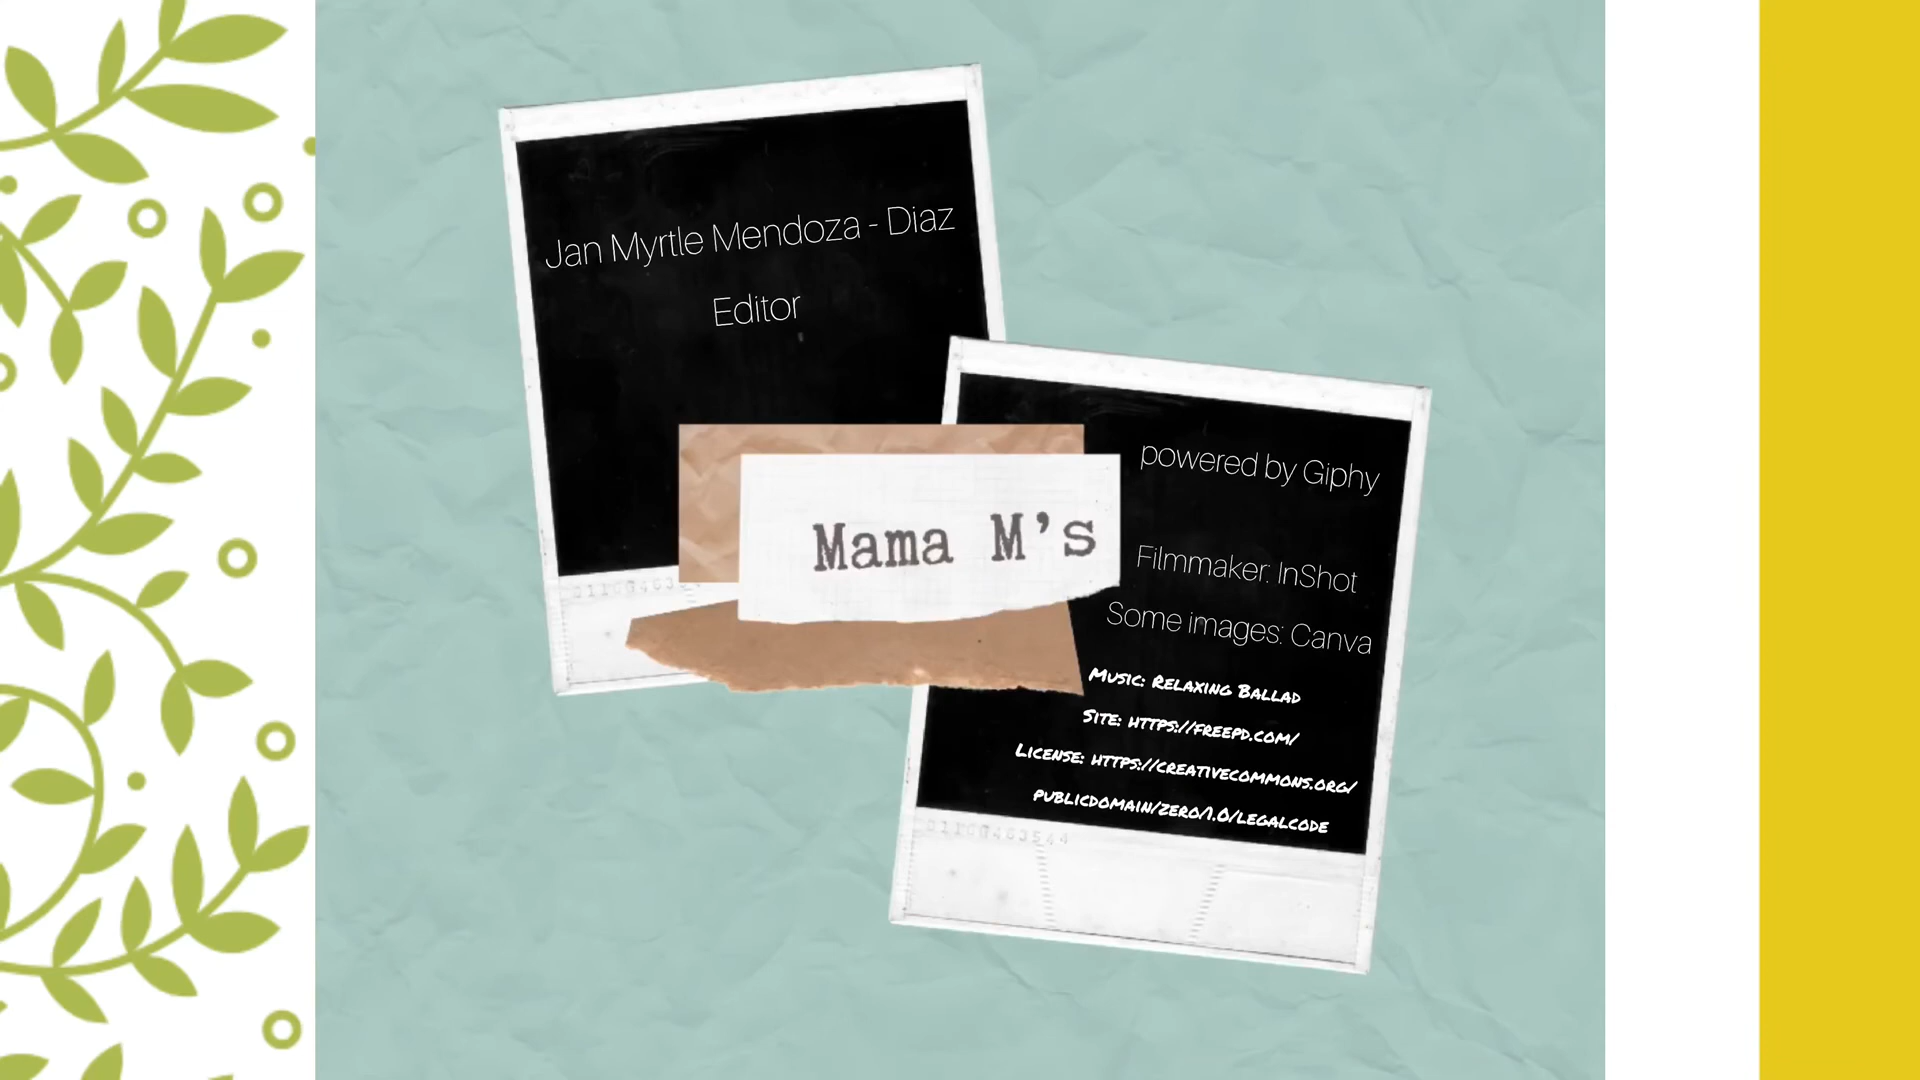 Jan Myrtle Mendoza - Diaz
Editor
Mama M's
powered by Giphy
Filmmaker: InShot
Some images: Canva
Music: Relaxing Ballad
Site: https://freepd.com/
License: https://creativecommons.org/
publicdomain/zero/1.0/legalcode